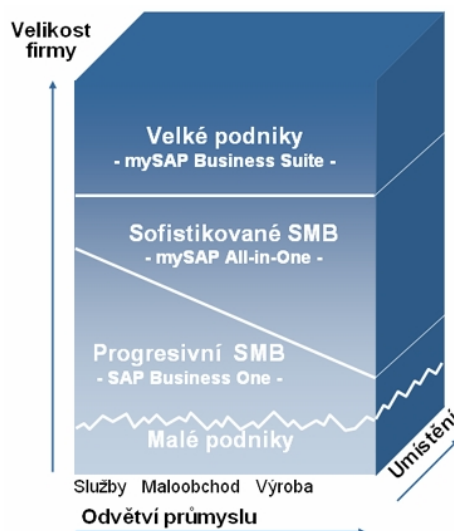 Velikost
firmy
Velké podniky
- mySAP Business Suite -
Sofistikované SMB
- mySAP All-in-One -
Progresivní SMB
- SAP Business One -
Malé podniky
Umístění
Služby Maloobchod Výroba
Odvětví průmyslu